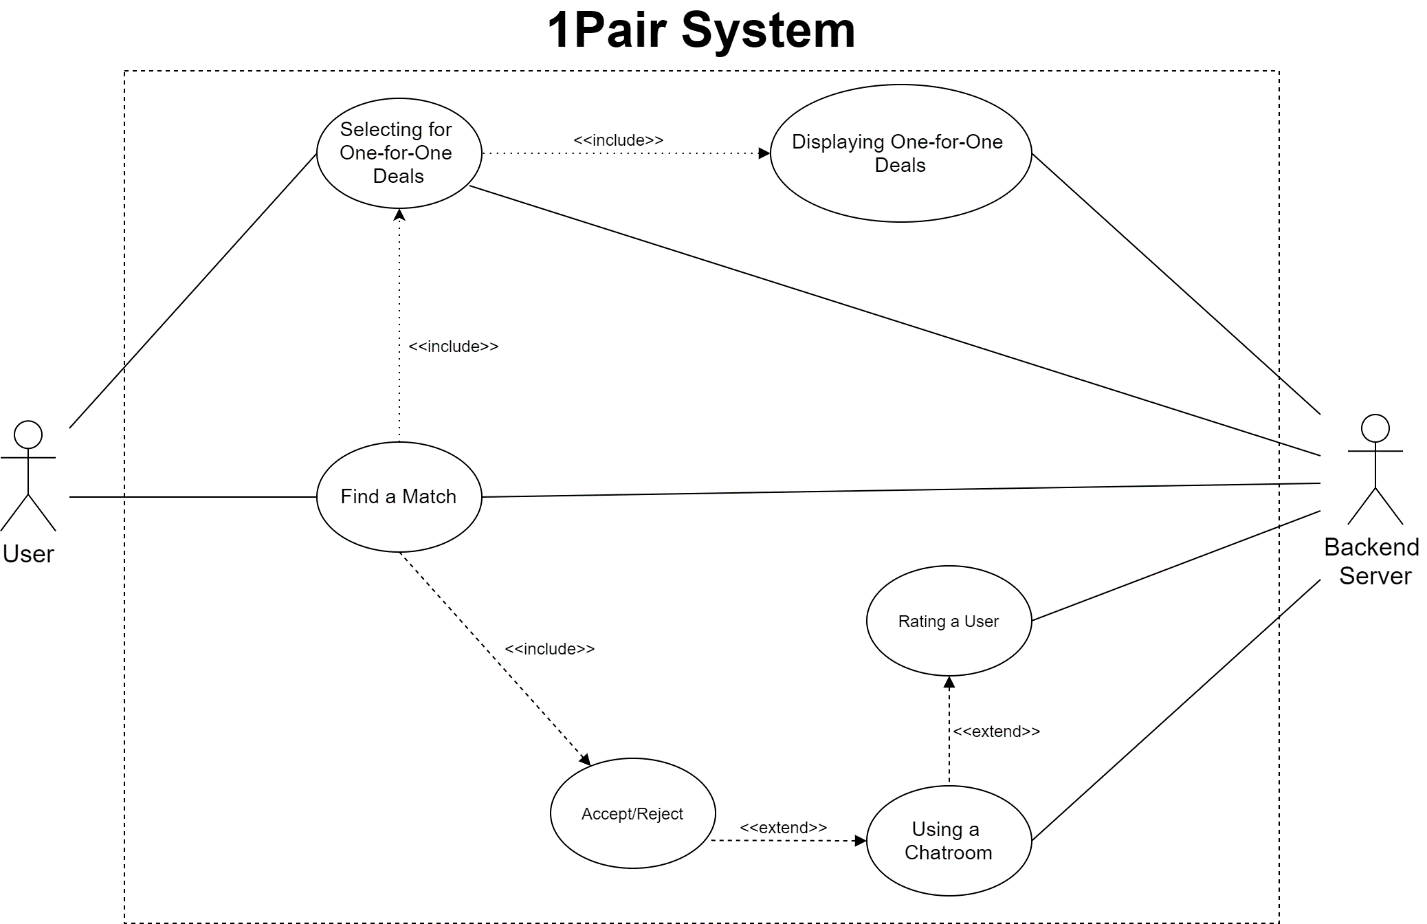 1Pair System
Selecting for
One-for-One
Deals
<<include>>
Displaying One-for-One
Deals
<<include>>
Find a Match
User
Backend
Server
Rating a User
<<include>>
<<extend>>
Accept/Reject
<<extend>>
Using a
Chatroom